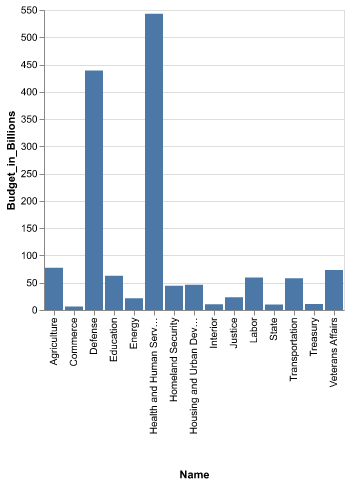 550
500
450
400
350
300
250
200
150
100
50
0
Budget_in_Billions
Agriculture
Commerce
Defense
Education
Energy
Health and Human Serv…
Homeland Security
Housing and Urban Dev…
Interior
Justice
Labor
State
Transportation
Treasury
Veterans Affairs
Name